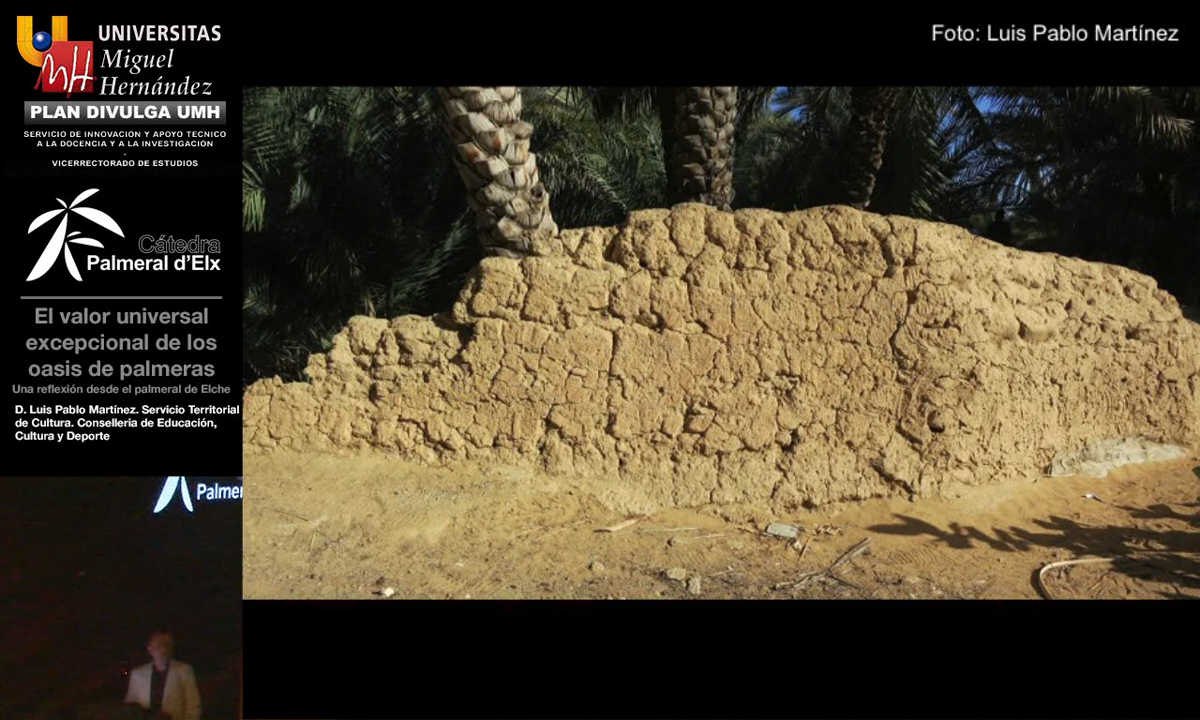 UNIVERSITAS
Miguel
Hernández
PLAN DIVULGA UMH
SERVICIO DE INNOVACION Y APOYO TECNICO
A LA DOCENCIA Y A LA INVESTIGACION
VICERRECTORADO DE ESTUDIOS
Cátedra
Palmeral d'Elx
El valor universal
excepcional de los
oasis de palmeras
Una reflexión desde el palmeral de Elche
D. Luis Pablo Martínez. Servicio Territorial
de Cultura. Conselleria de Educación,
Cultura y Deporte
Foto: Luis Pablo Martínez
Palmer